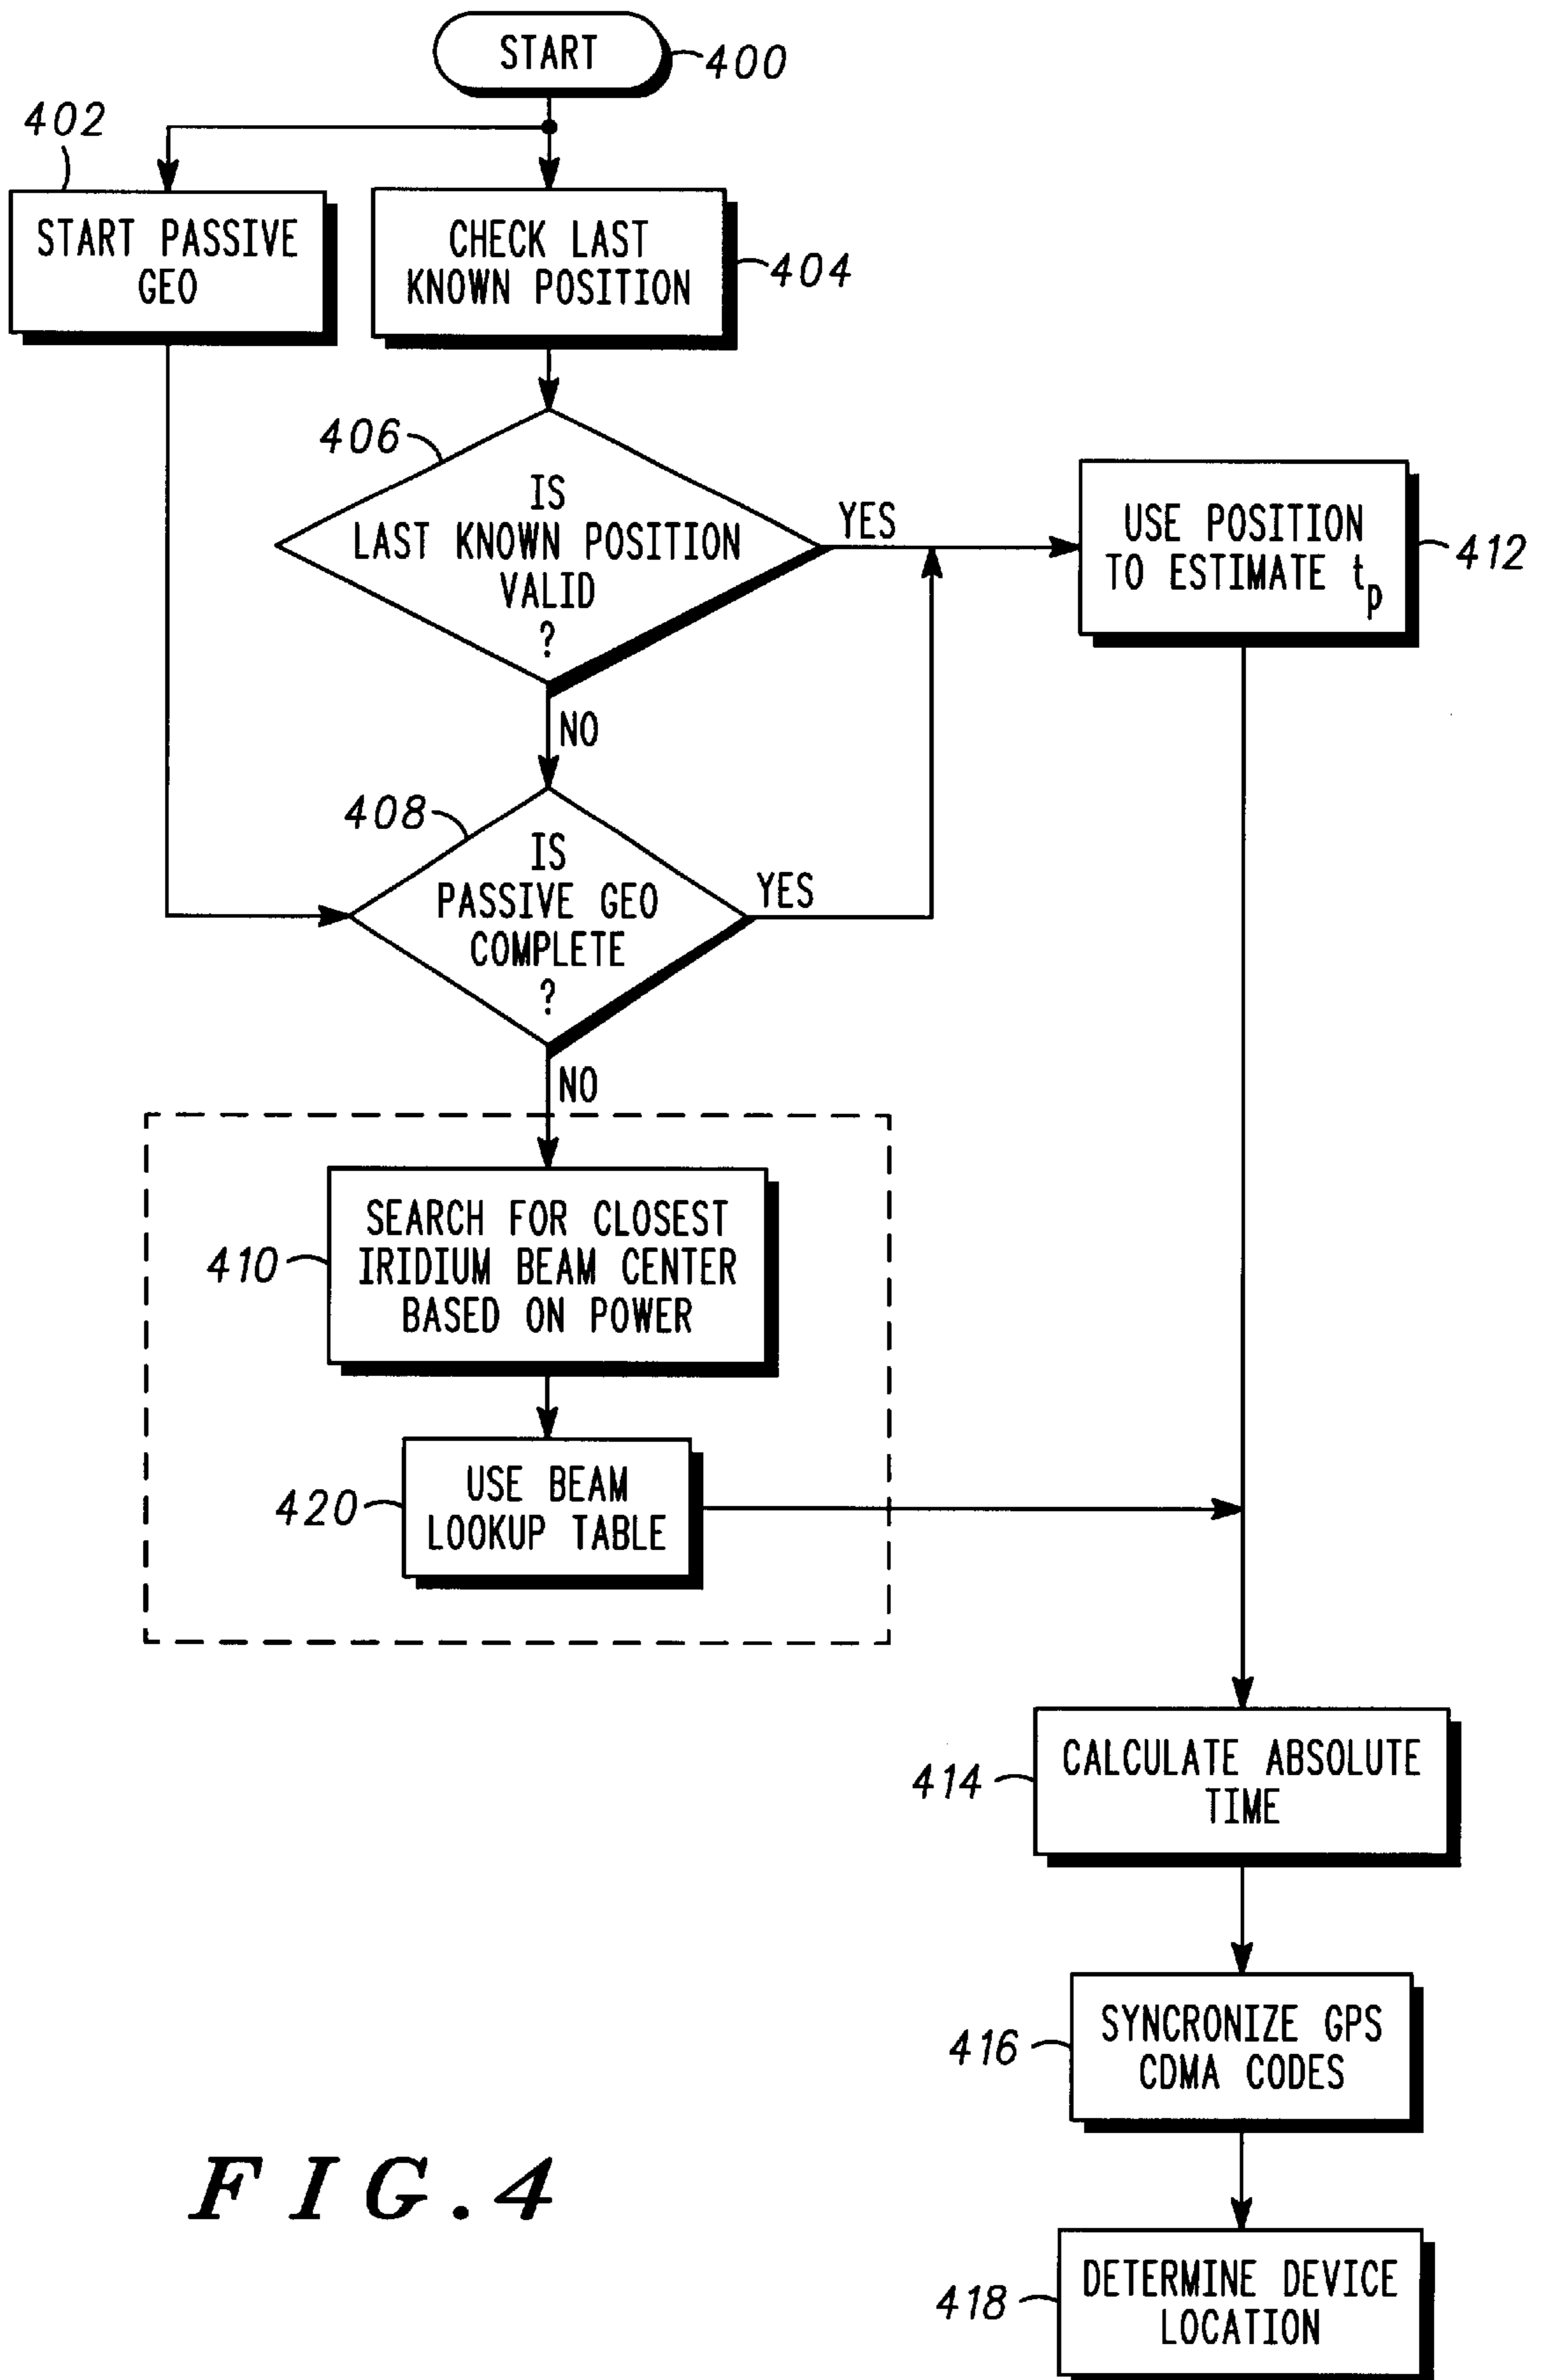 START
400
402
START PASSIVE
GEO
CHECK LAST
KNOWN POSITION
404
406
IS
LAST KNOWN POSITION
VALID
?
YES
USE POSITION
TO ESTIMATE tp
412
NO
408
IS
PASSIVE GEO
COMPLETE
?
YES
NO
410
SEARCH FOR CLOSEST
IRIDIUM BEAM CENTER
BASED ON POWER
420
USE BEAM
LOOKUP TABLE
414
CALCULATE ABSOLUTE
TIME
416
SYNCRONIZE GPS
CDMA CODES
418
DETERMINE DEVICE
LOCATION
FIG.4